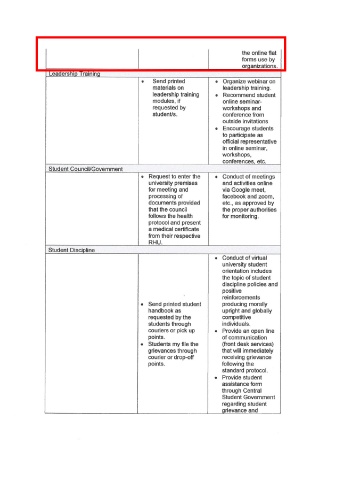 the online flat
forms use by
organizations.
Leadership Training
• Send printed
materials on
leadership training
modules, if
requested by
student/s.
• Organize webinar on
leadership training.
• Recommend student
online seminar-
workshops and
conference from
outside invitations
• Encourage students
to participate as
official representative
in online seminar,
workshops,
conferences, etc.
Student Council/Government
• Request to enter the
university premises
for meeting and
processing of
documents provided
that the council
follows the health
protocol and present
a medical certificate
from their respective
RHU.
• Conduct of meetings
and activities online
via Google meet,
facebook and zoom,
etc., as approved by
the proper authorities
for monitoring.
Student Discipline
• Send printed student
handbook as
requested by the
students through
couriers or pick up
points.
• Students my file the
grievances through
courier or drop-off
points.
• Conduct of virtual
university student
orientation includes
the topic of student
discipline policies and
positive
reinforcements
producing morally
upright and globally
competitive
individuals.
• Provide an open line
of communication
(front desk services)
that will immediately
receiving grievance
following the
standard protocol.
• Provide student
assistance form
through Central
Student Government
regarding student
grievance and